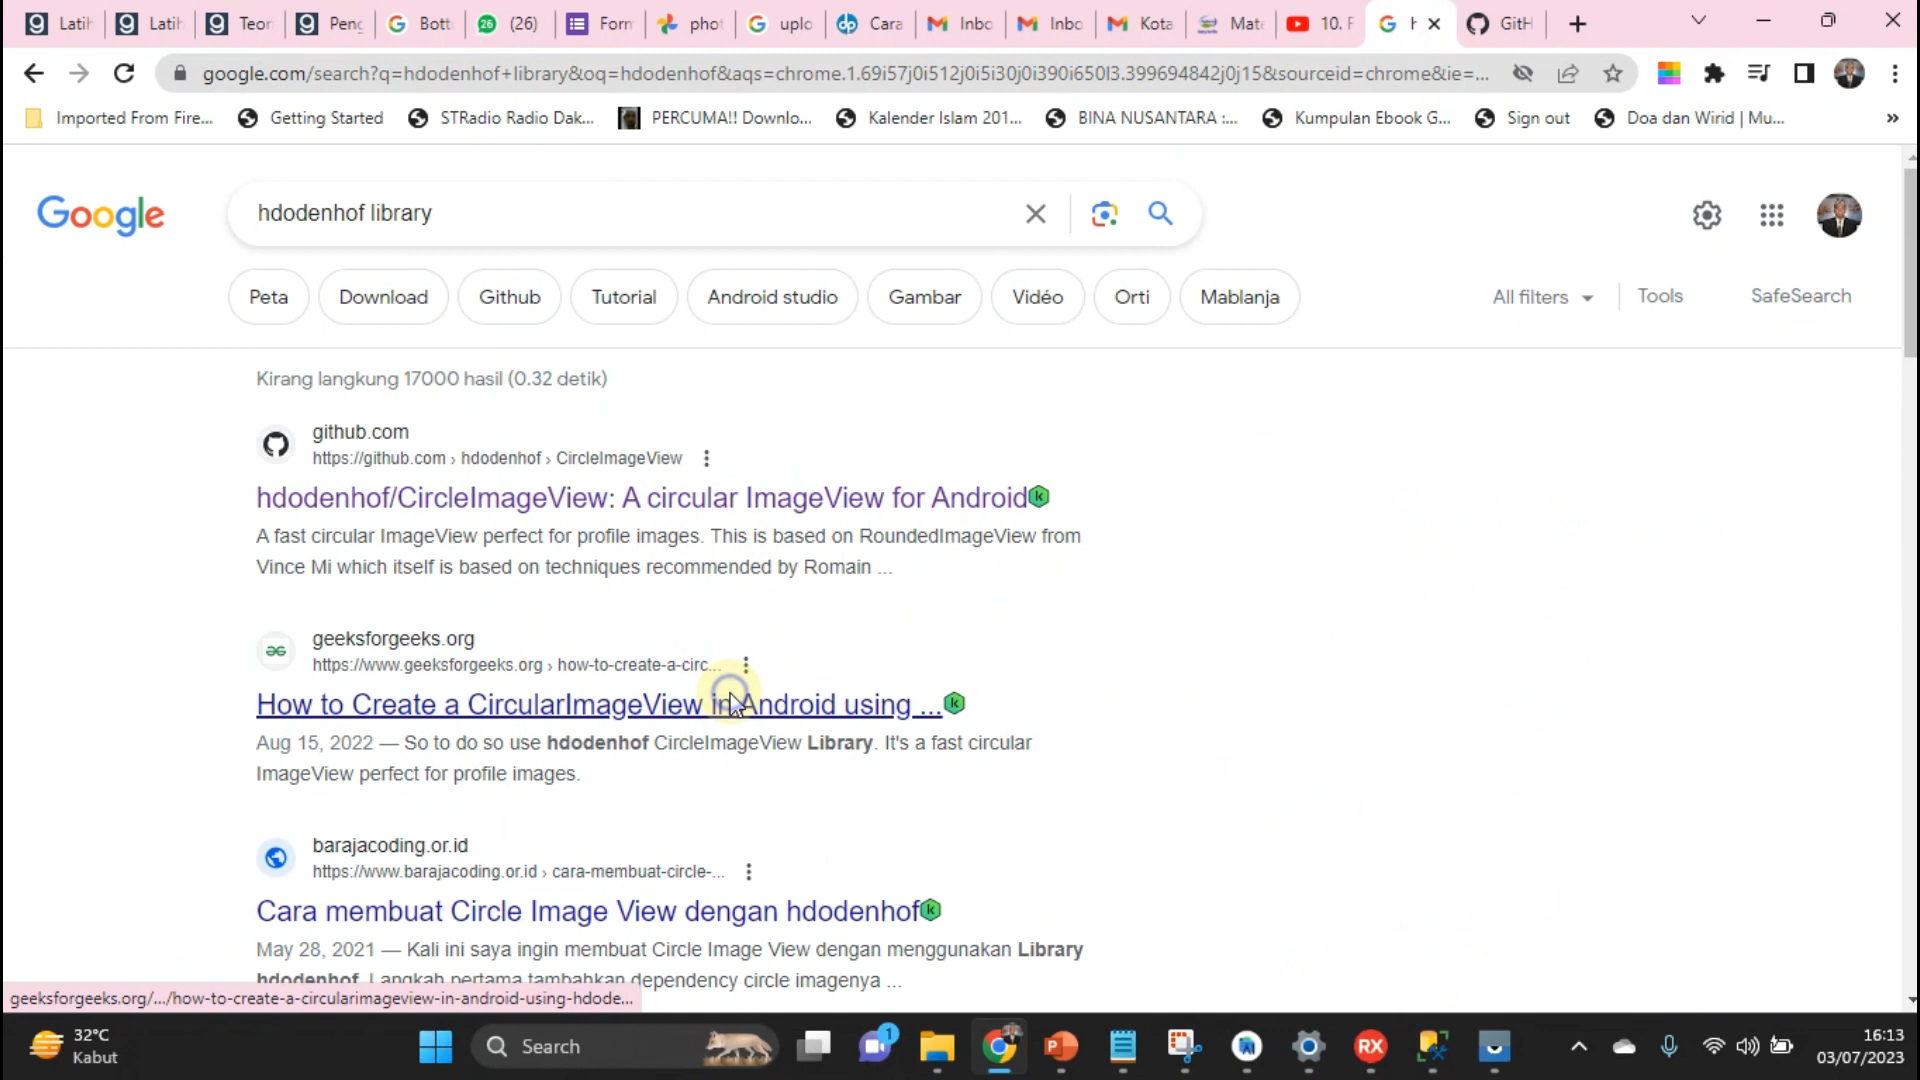 Latih
Latih
Teor
Peng
Bott
26
(26)
Forr
phot
uplo
Cara
Inbo
Inbo
Kota
Mate
10. F
GitH
google.com/search?q=hdodenhof+library&oq=hdodenhof&aqs=chrome.1.69i57j0i512j0i5i30j0i390i650l3.399694842j0j15&sourceid=chrome&ie=...
Imported From Fire...
Getting Started
STRadio Radio Dak...
PERCUMA!! Downlo...
Kalender Islam 201...
BINA NUSANTARA :...
Kumpulan Ebook G...
Sign out
Doa dan Wirid | Mu...
Google
hdodenhof library
Peta
Download
Github
Tutorial
Android studio
Gambar
Vidéo
Orti
Mablanja
All filters
Tools
SafeSearch
Kirang langkung 17000 hasil (0.32 detik)
github.com
https://github.com › hdodenhof › CircleImageView
hdodenhof/CircleImageView: A circular ImageView for Android
A fast circular ImageView perfect for profile images. This is based on RoundedImageView from
Vince Mi which itself is based on techniques recommended by Romain ...
geeksforgeeks.org
https://www.geeksforgeeks.org › how-to-create-a-circ...
How to Create a CircularImageView in Android using ...
Aug 15, 2022 — So to do so use hdodenhof CircleImageView Library. It's a fast circular
ImageView perfect for profile images.
barajacoding.or.id
https://www.barajacoding.or.id › cara-membuat-circle-...
Cara membuat Circle Image View dengan hdodenhof
May 28, 2021 — Kali ini saya ingin membuat Circle Image View dengan menggunakan Library
hdodenhof. Langkah pertama tambahkan dependency circle imagenya ...
geeksforgeeks.org/.../how-to-create-a-circularimageview-in-android-using-hdode...
32°C
Kabut
Search
1
RX
16:13
03/07/2023